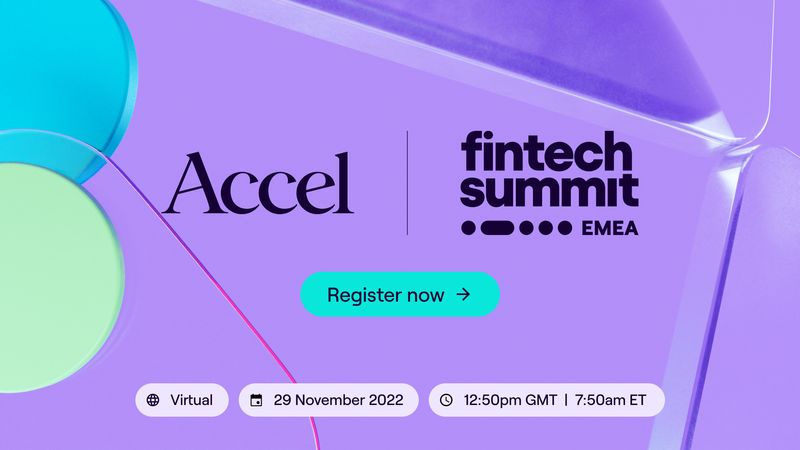 Accel
fintech
summit
EMEA
Register now
Virtual
29 November 2022
12:50pm GMT | 7:50am ET